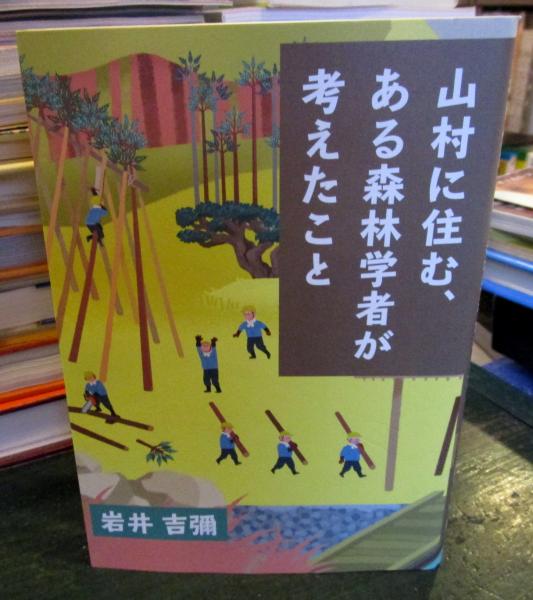 山村に住む、
ある森林学者が
考えたこと
岩井 吉彌